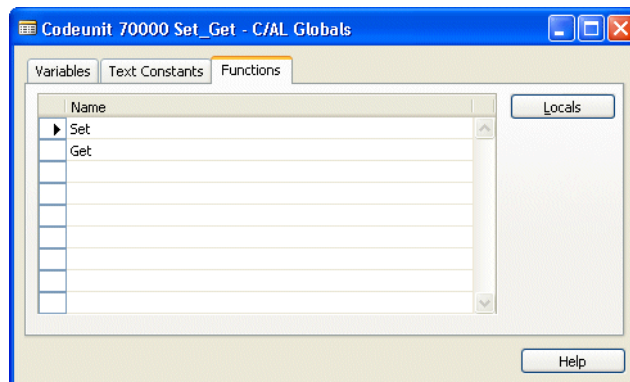 Codeunit 70000 Set_Get - C/AL Globals
Variables Text Constants Functions
Name
Locals
Set
Get
Help